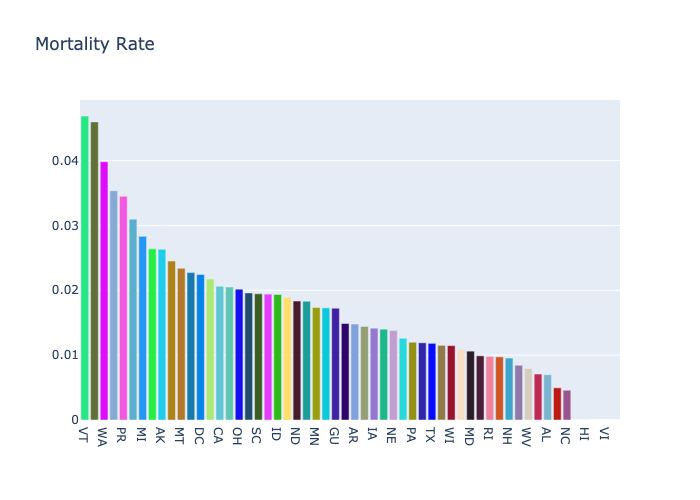 Mortality Rate
0.04
0.03
0.02
0.01
0
VT
WA
PR
MI
AK
MT
DC
CA
OH
SC
ID
ND
MN
GU
AR
IA
NE
PA
TX
WI
MD
RI
NH
WV
AL
NC
HI
VI